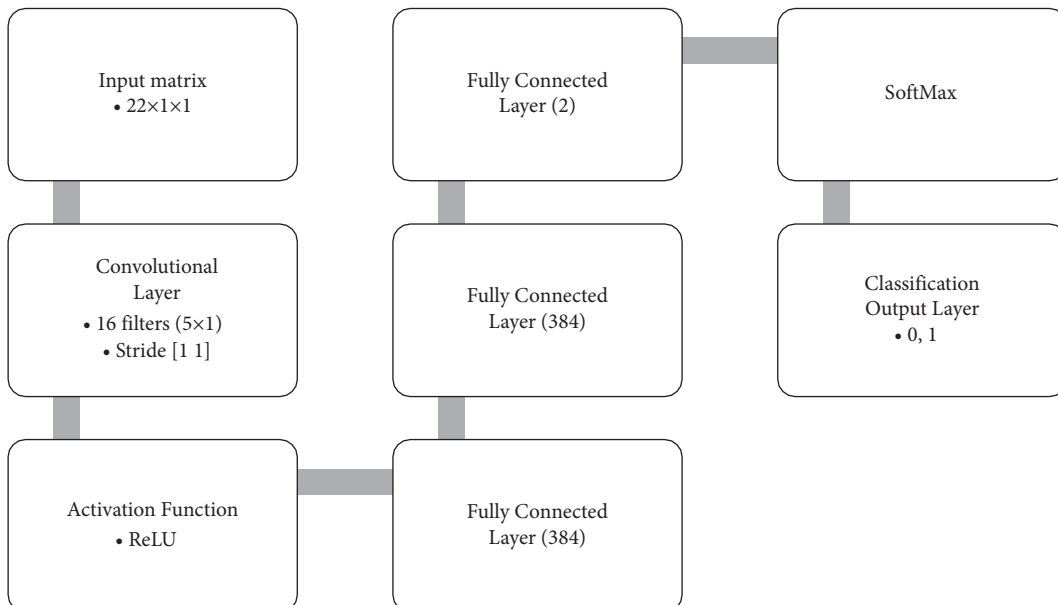 Input matrix
• 22×1×1
Convolutional
Layer
• 16 filters (5×1)
• Stride [1 1]
Activation Function
• ReLU
Fully Connected
Layer (384)
Fully Connected
Layer (384)
Fully Connected
Layer (2)
SoftMax
Classification
Output Layer
• 0, 1